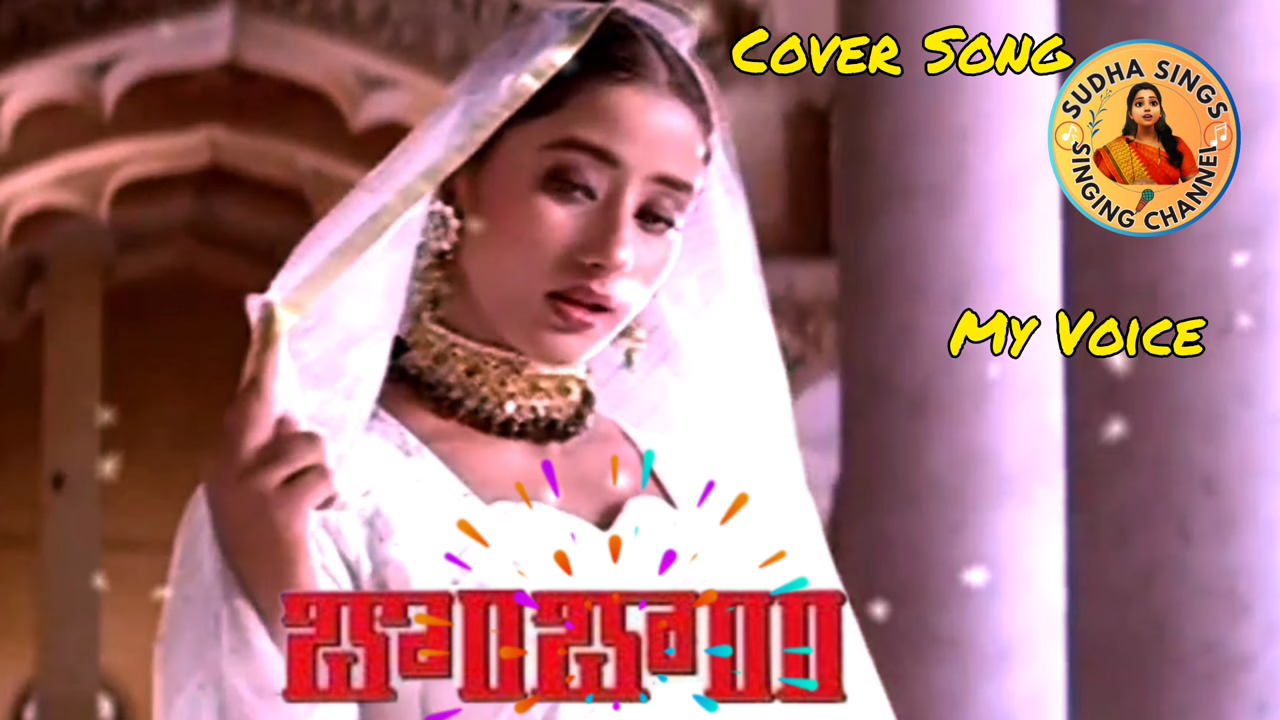 COVER SONG
SUDHA SINGS
SINGING CHANNEL
MY VOICE
బొంబాయి